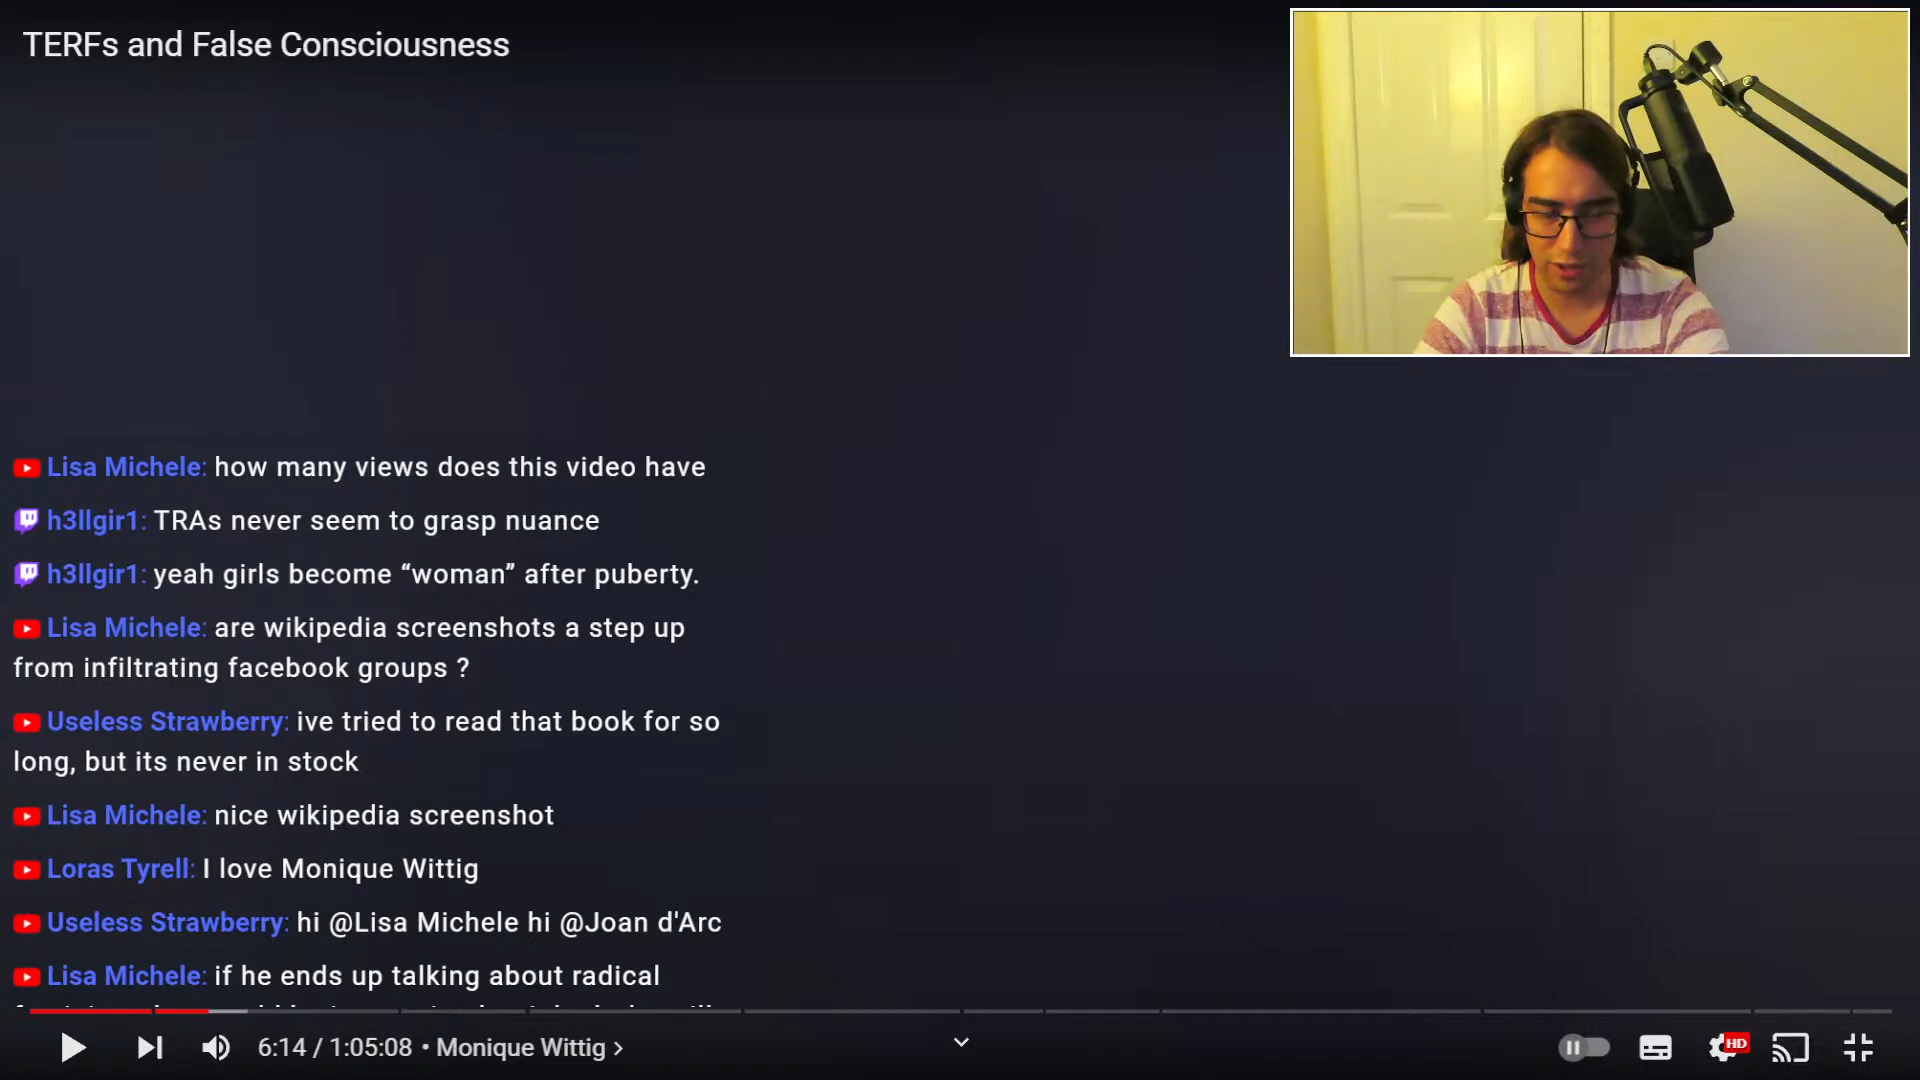 TERFs and False Consciousness
Lisa Michele: how many views does this video have
h3llgir1: TRAs never seem to grasp nuance
h3llgir1: yeah girls become “woman” after puberty.
Lisa Michele: are wikipedia screenshots a step up
from infiltrating facebook groups ?
Useless Strawberry: ive tried to read that book for so
long, but its never in stock
Lisa Michele: nice wikipedia screenshot
Loras Tyrell: I love Monique Wittig
Useless Strawberry: hi @Lisa Michele hi @Joan d'Arc
Lisa Michele: if he ends up talking about radical
6:14 / 1:05:08 • Monique Wittig ›
HD